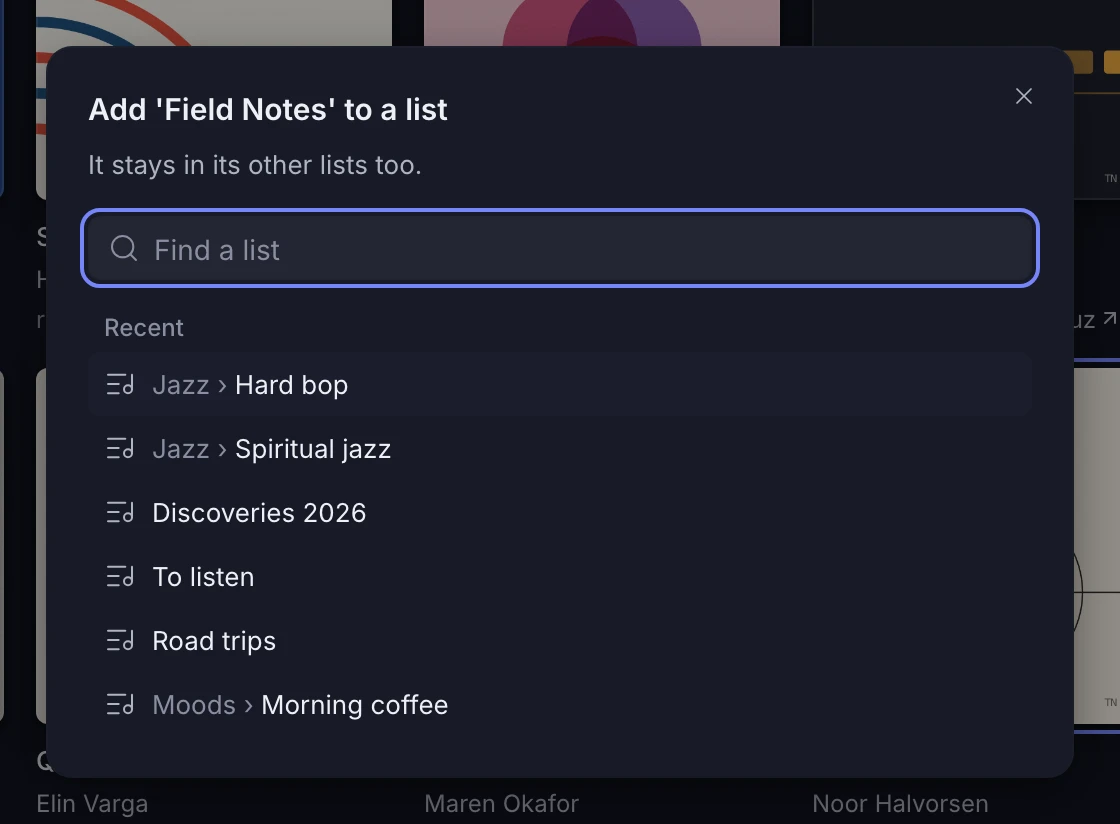 Add 'Field Notes' to a list
It stays in its other lists too.
Find a list
Recent
Jazz › Hard bop
Jazz › Spiritual jazz
Discoveries 2026
To listen
Road trips
Moods › Morning coffee
Elin Varga
Maren Okafor
Noor Halvorsen